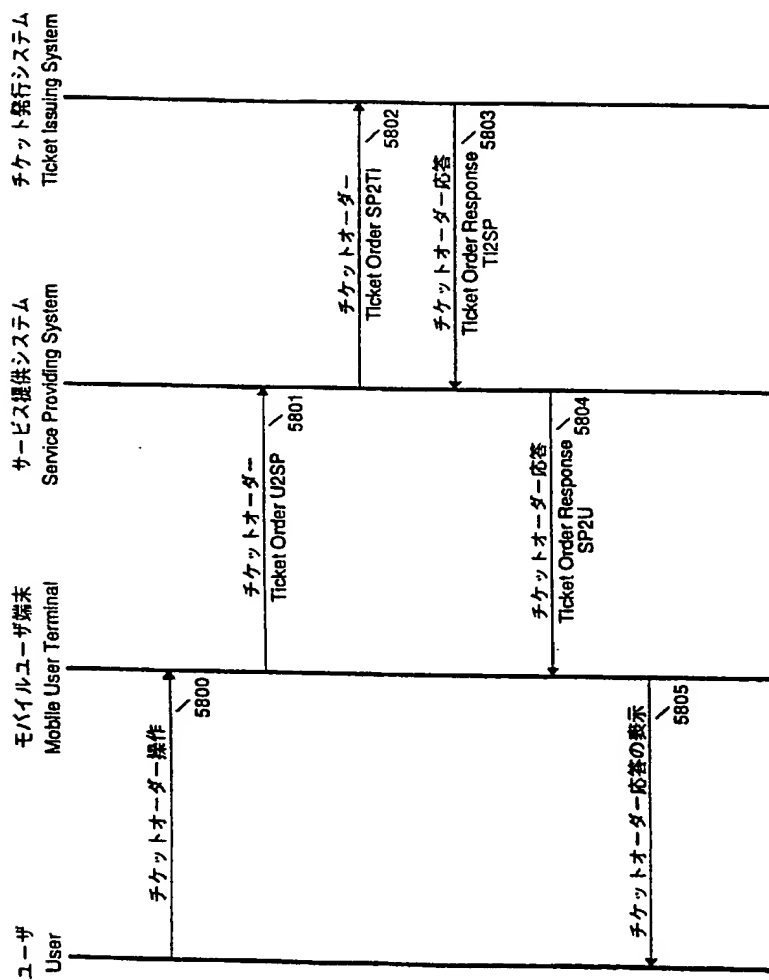 ユーザ
User
モバイルユーザ端末
Mobile User Terminal
サービス提供システム
Service Providing System
チケット発行システム
Ticket Issuing System
チケットオーダー操作
5800
チケットオーダー
Ticket Order U2SP
5801
チケットオーダー
Ticket Order SP2TI
5802
チケットオーダー応答
Ticket Order Response
TI2SP
5803
チケットオーダー応答
Ticket Order Response
SP2U
5804
チケットオーダー応答の表示
5805